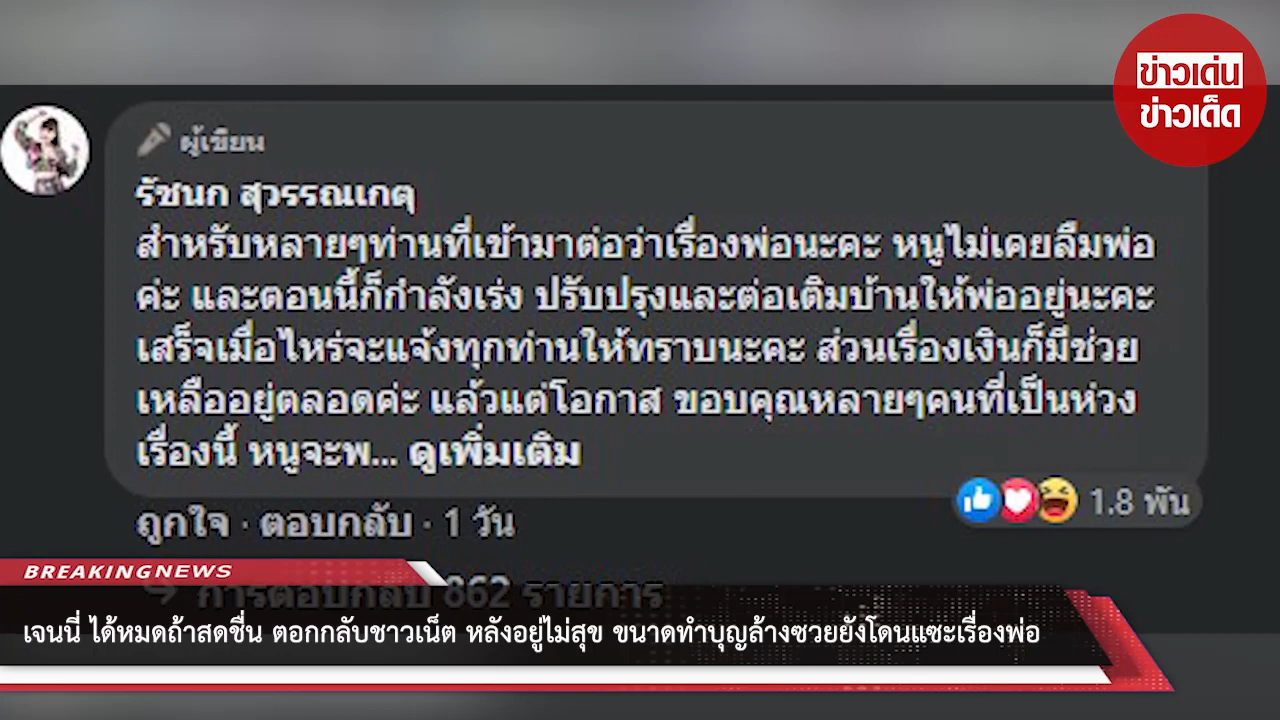 ข่าวเด่น
ข่าวเด็ด
ผู้เขียน
รัชนก สุวรรณเกตุ
สำหรับหลายๆท่านที่เข้ามาต่อว่าเรื่องพ่อนะคะ หนูไม่เคยลืมพ่อ
ค่ะ และตอนนี้ก็กำลังเร่ง ปรับปรุงและต่อเติมบ้านให้พ่ออยู่นะคะ
เสร็จเมื่อไหร่จะแจ้งทุกท่านให้ทราบนะคะ ส่วนเรื่องเงินก็มีช่วย
เหลืออยู่ตลอดค่ะ แล้วแต่โอกาส ขอบคุณหลายๆคนที่เป็นห่วง
เรื่องนี้ หนูจะพ... ดูเพิ่มเติม
1.8 พัน
ถูกใจ · ตอบกลับ · 1 วัน
BREAKING NEWS
การตอบกลับ 862 รายการ
เจนนี่ ได้หมดถ้าสดชื่น ตอกกลับชาวเน็ต หลังอยู่ไม่สุข ขนาดทำบุญล้างซวยยังโดนแซะเรื่องพ่อ